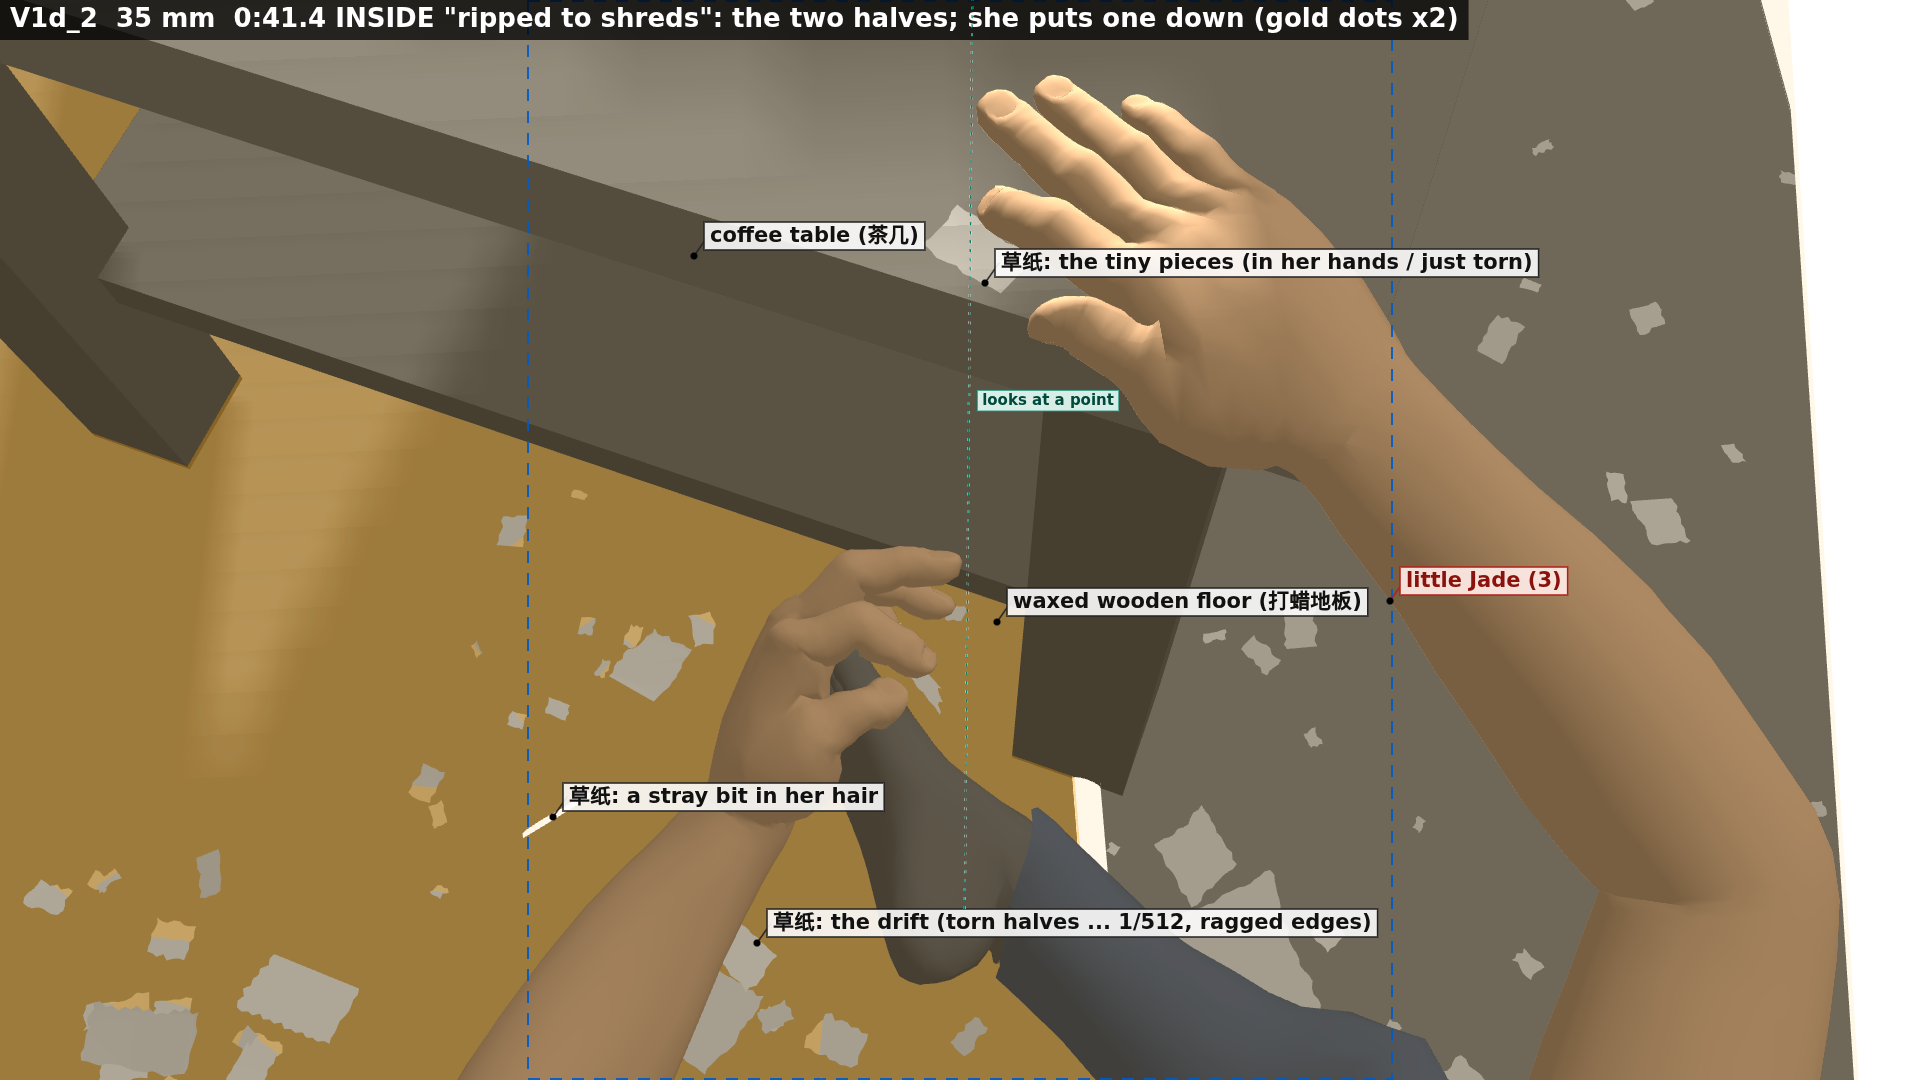 V1d_2 35 mm 0:41.4 INSIDE "ripped to shreds": the two halves; she puts one down (gold dots x2)
coffee table (茶几)
草纸: the tiny pieces (in her hands / just torn)
looks at a point
little Jade (3)
waxed wooden floor (打蜡地板)
草纸: a stray bit in her hair
草纸: the drift (torn halves ... 1/512, ragged edges)